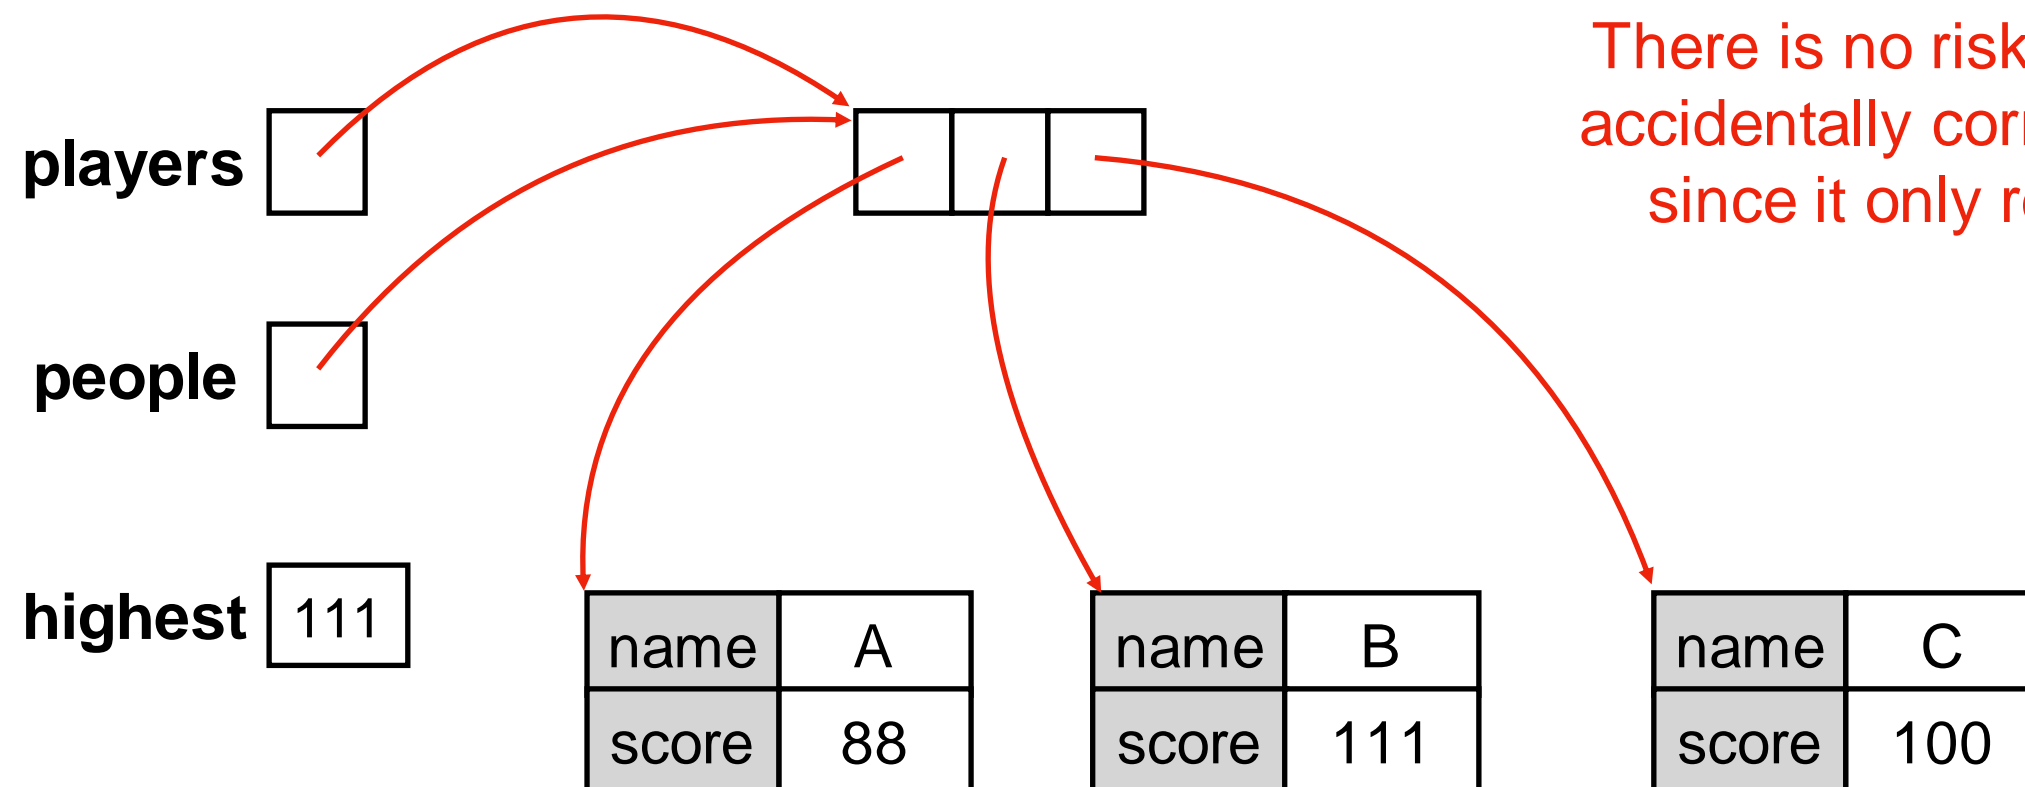 There is no risk
accidentally
since it only
players
people
highest 111
name A
name B
name C
score 88
score 111
score 100